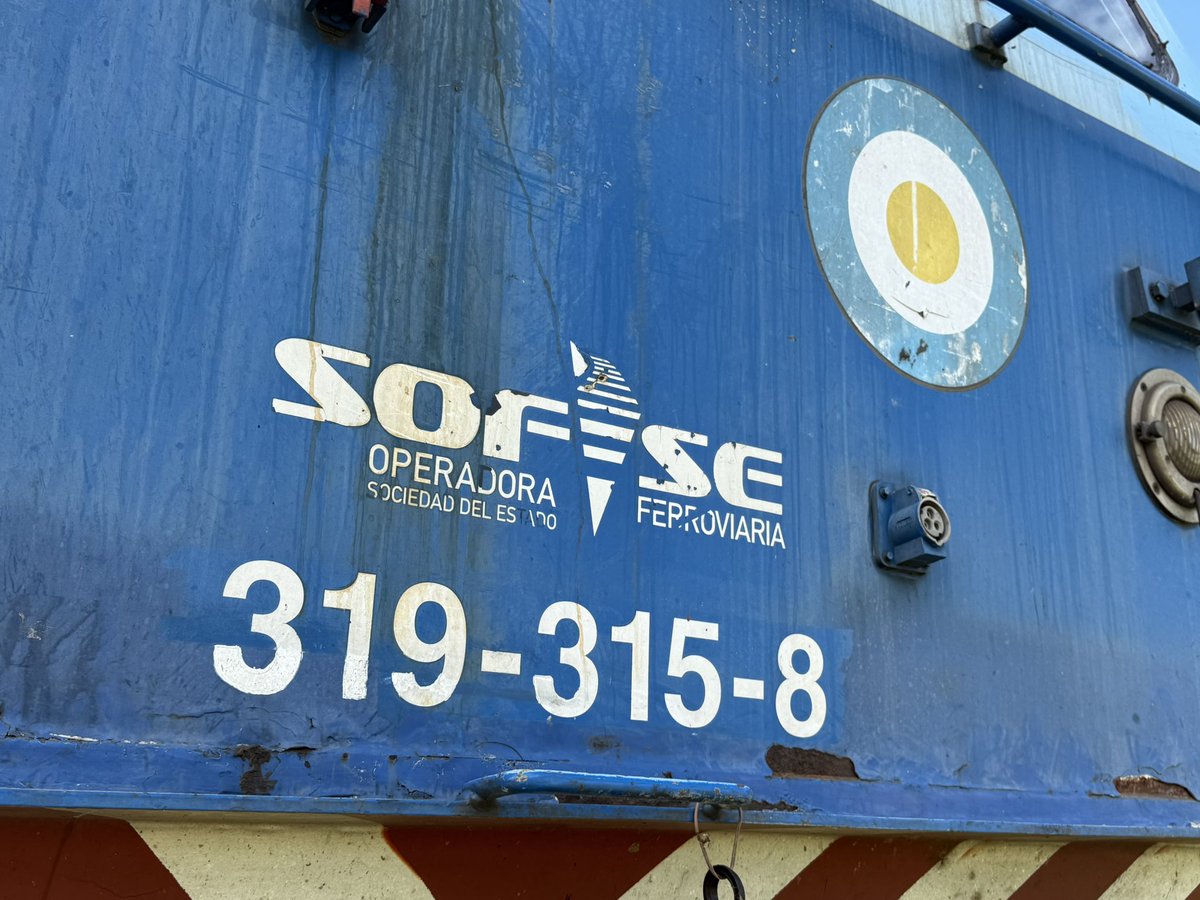 SOFSE
OPERADORA FERROVIARIA
SOCIEDAD DEL ESTADO
319-315-8